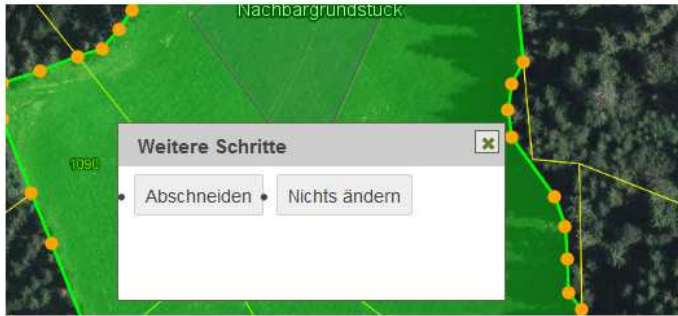 Nachbargrundstück
Weitere Schritte
1090
Abschneiden Nichts ändern